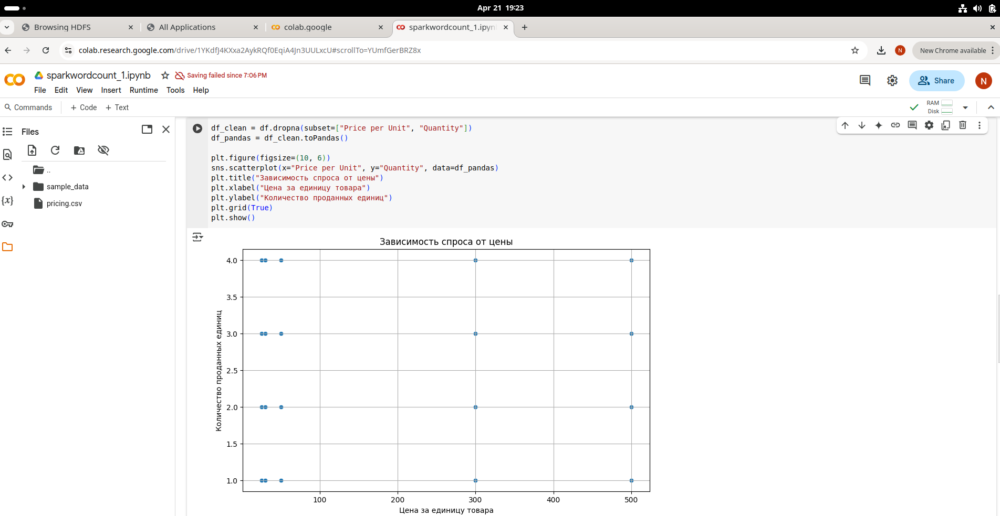 Apr 21 19:23
Browsing HDFS
All Applications
colab.google
sparkwordcount_1.ipyn
colab.research.google.com/drive/1YKdfJ4KXxa2AykRQf0EqiA4Jn3UULxcU#scrollTo=YUmfGerBRZ8x
N
New Chrome available
sparkwordcount_1.ipynb
Saving failed since 7:06 PM
Share
N
File Edit View Insert Runtime Tools Help
Commands
+ Code
+ Text
RAM
Disk
Files
..
sample_data
pricing.csv
{x}
df_clean = df.dropna(subset=["Price per Unit", "Quantity"])
df_pandas = df_clean.toPandas()
plt.figure(figsize=(10, 6))
sns.scatterplot(x="Price per Unit", y="Quantity", data=df_pandas)
plt.title("Зависимость спроса от цены")
plt.xlabel("Цена за единицу товара")
plt.ylabel("Количество проданных единиц")
plt.grid(True)
plt.show()
Зависимость спроса от цены
Количество проданных единиц
4.0
3.5
3.0
2.5
2.0
1.5
1.0
100 200 300 400 500
Цена за единицу товара